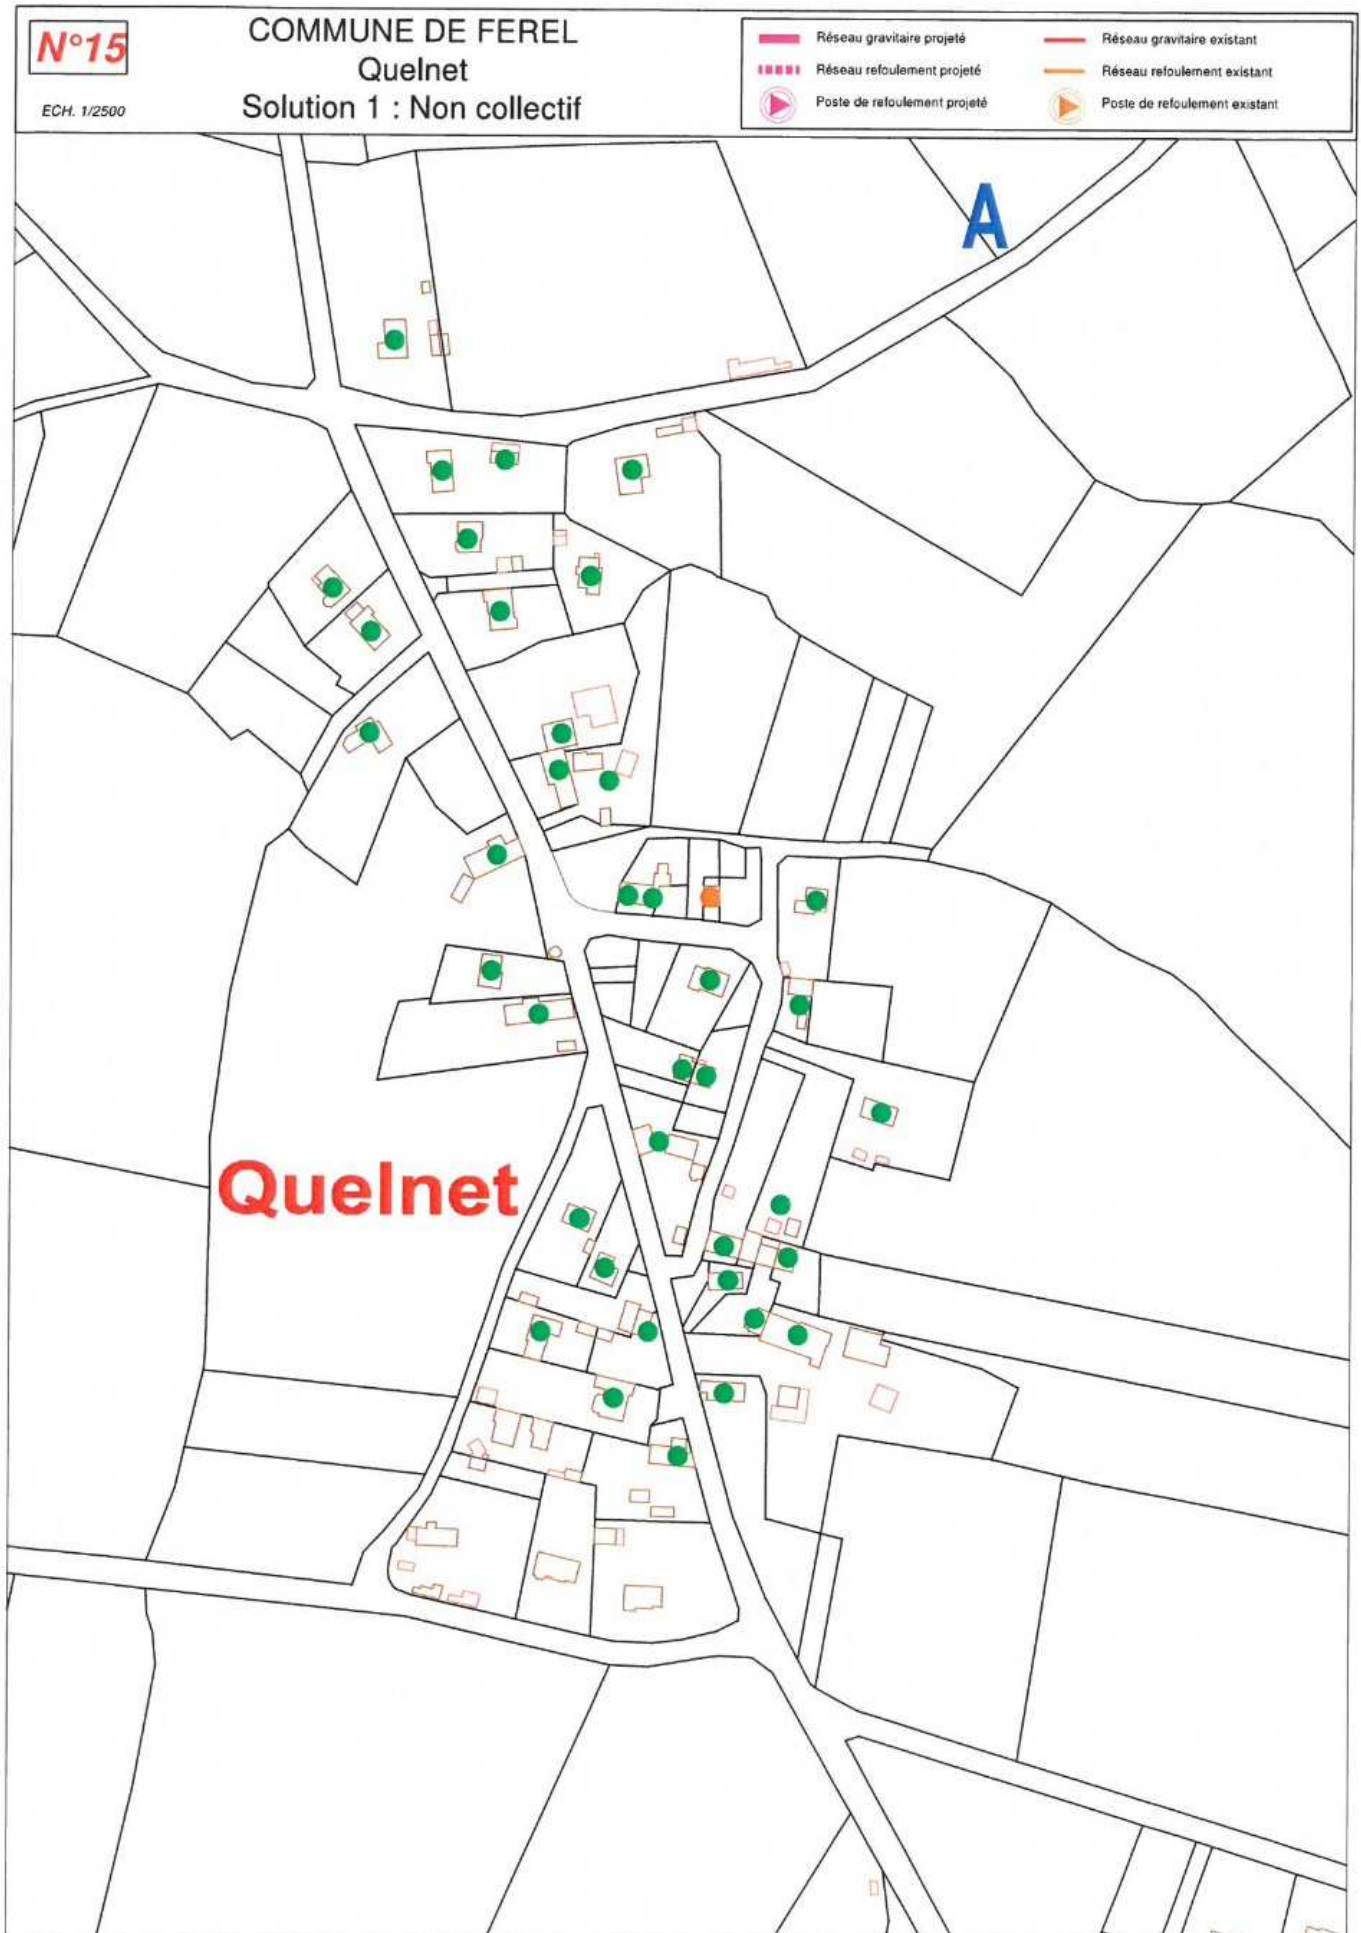 N°15
ECH. 1/2500
COMMUNE DE FEREL
Quelnet
Solution 1 : Non collectif
Réseau gravitaire projeté
Réseau refoulement projeté
Poste de refoulement projeté
Réseau gravitaire existant
Réseau refoulement existant
Poste de refoulement existant
A
Quelnet